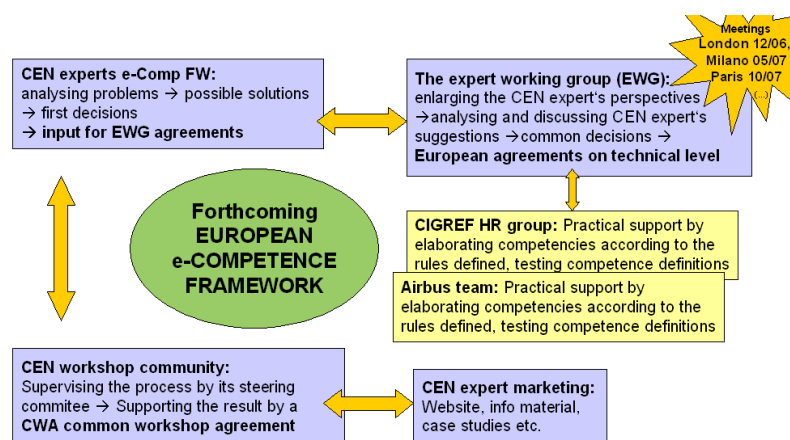 Meetings
London 12/06,
Milano 05/07
Paris 10/07
(...)
CEN experts e-Comp FW:
analysing problems → possible solutions
→ first decisions
→ input for EWG agreements
The expert working group (EWG):
enlarging the CEN expert's perspectives
→analysing and discussing CEN expert's
suggestions →common decisions →
European agreements on technical level
Forthcoming
EUROPEAN
e-COMPETENCE
FRAMEWORK
CIGREF HR group: Practical support by
elaborating competencies according to the
rules defined, testing competence definitions
Airbus team: Practical support by
elaborating competencies according to the
rules defined, testing competence definitions
CEN workshop community:
Supervising the process by its steering
commitee → Supporting the result by a
CWA common workshop agreement
CEN expert marketing:
Website, info material,
case studies etc.